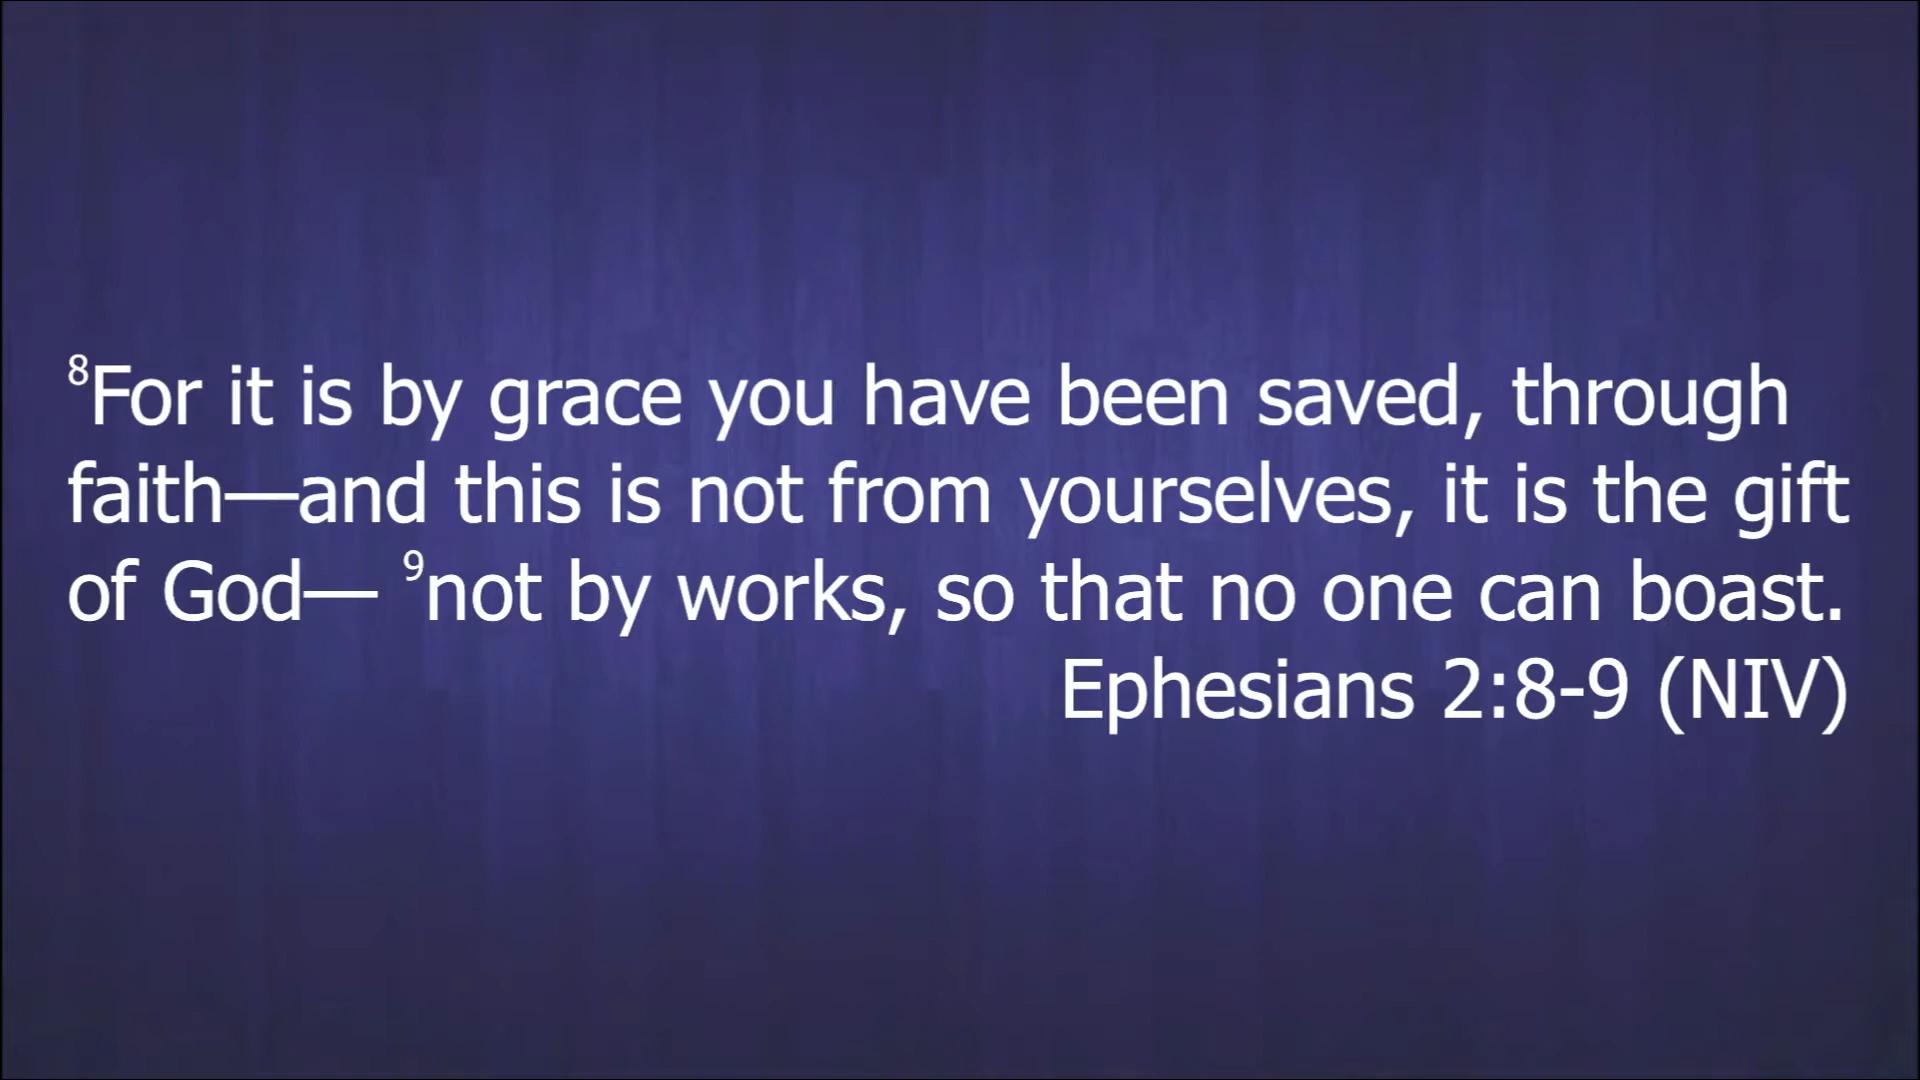 ⁸For it is by grace you have been saved, through
faith—and this is not from yourselves, it is the gift
of God— ⁹not by works, so that no one can boast.
Ephesians 2:8-9 (NIV)